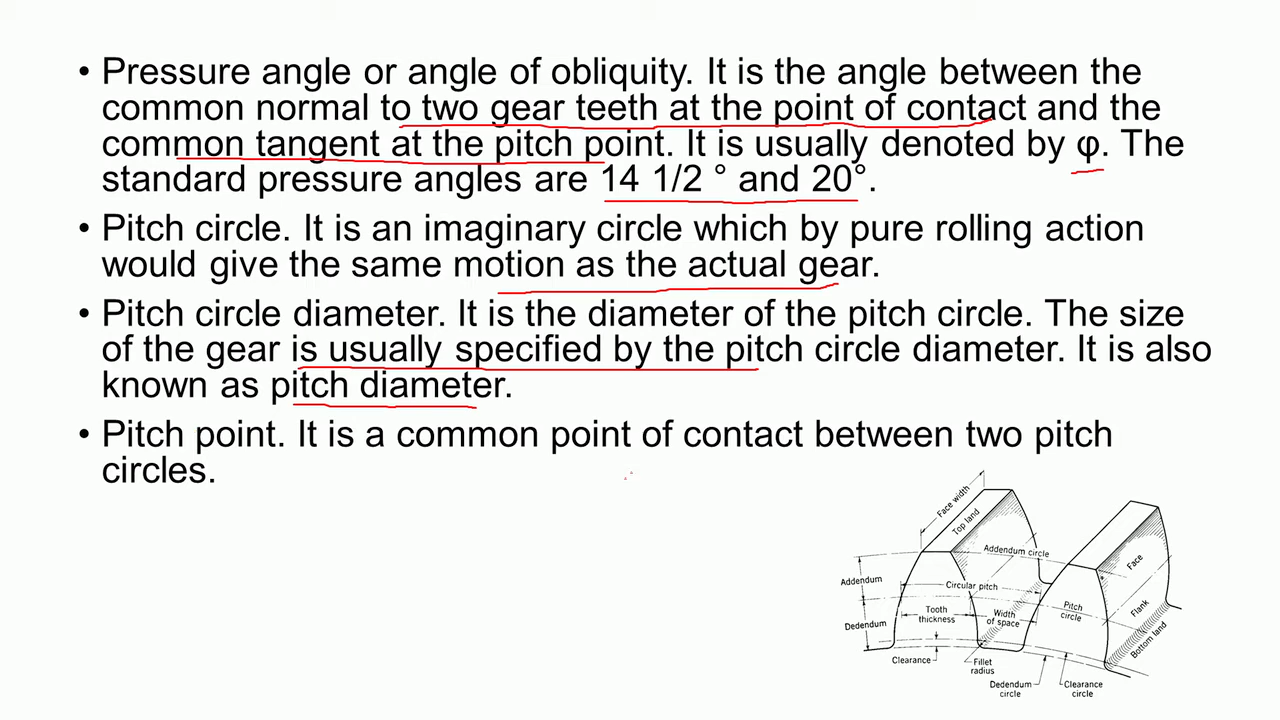 • Pressure angle or angle of obliquity. It is the angle between the
common normal to two gear teeth at the point of contact and the
common tangent at the pitch point. It is usually denoted by φ. The
standard pressure angles are 14 1/2 ° and 20°.
• Pitch circle. It is an imaginary circle which by pure rolling action
would give the same motion as the actual gear.
• Pitch circle diameter. It is the diameter of the pitch circle. The size
of the gear is usually specified by the pitch circle diameter. It is also
known as pitch diameter.
• Pitch point. It is a common point of contact between two pitch
circles.
Face width
Top land
Addendum circle
Addendum
Circular pitch
Face
Dedendum
Tooth
thickness
Width
of space
Pitch
circle
Flank
Bottom land
Clearance
Fillet
radius
Dedendum
circle
Clearance
circle